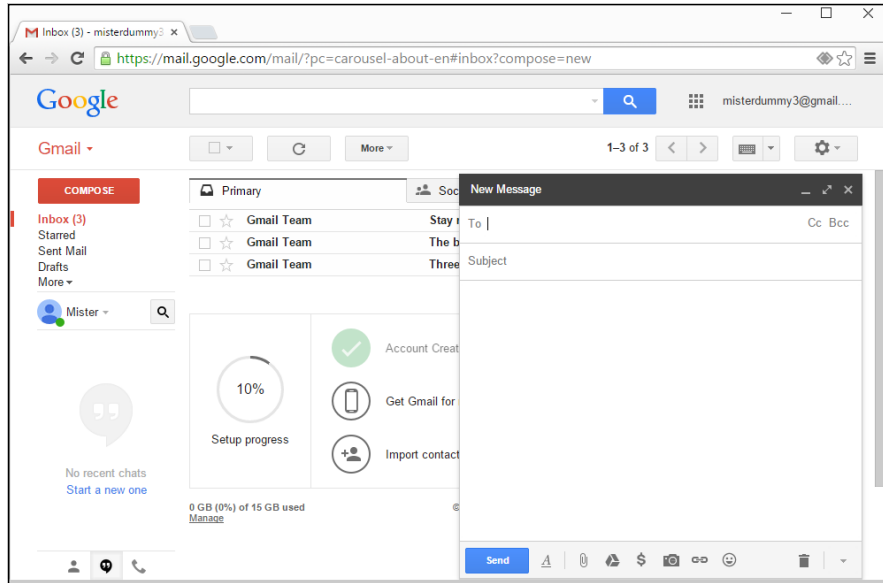 Inbox (3) - misterdummy3
https://mail.google.com/mail/?pc=carousel-about-en#inbox?compose=new
Google
misterdummy3@gmail....
Gmail
More
1–3 of 3
COMPOSE
Inbox (3)
Starred
Sent Mail
Drafts
More
Mister
No recent chats
Start a new one
Primary
Soc
Gmail Team Stay
Gmail Team The b
Gmail Team Three
10%
Setup progress
Account Creat
Get Gmail for
Import contact
0 GB (0%) of 15 GB used
Manage
©
New Message
To
Cc Bcc
Subject
Send
A
$